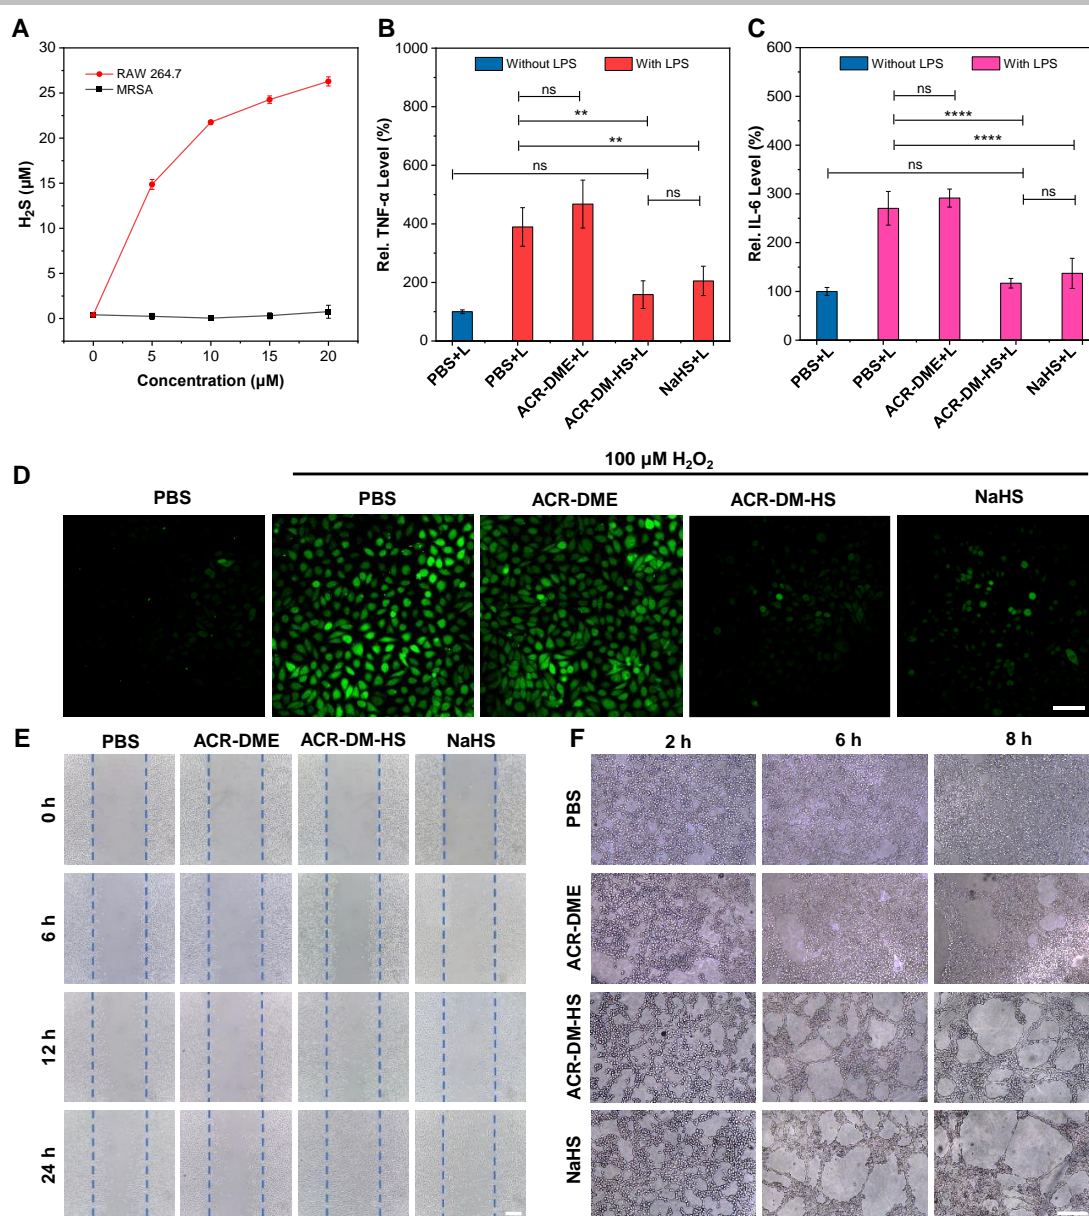 A
H₂S (µM)
30
25
20
15
10
5
0
RAW 264.7
MRSA
0 5 10 15 20
Concentration (µM)
B
Rel. TNF-α Level (%)
1000
800
600
400
200
0
Without LPS With LPS
ns
**
**
ns
ns
PBS+L PBS+L ACR-DME+L ACR-DM-HS+L NaHS+L
C
Rel. IL-6 Level (%)
600
500
400
300
200
100
0
Without LPS With LPS
ns
****
****
ns
ns
PBS+L PBS+L ACR-DME+L ACR-DM-HS+L NaHS+L
D
100 µM H₂O₂
PBS PBS ACR-DME ACR-DM-HS NaHS
E
PBS ACR-DME ACR-DM-HS NaHS
0 h
6 h
12 h
24 h
F
2 h 6 h 8 h
PBS
ACR-DME
ACR-DM-HS
NaHS